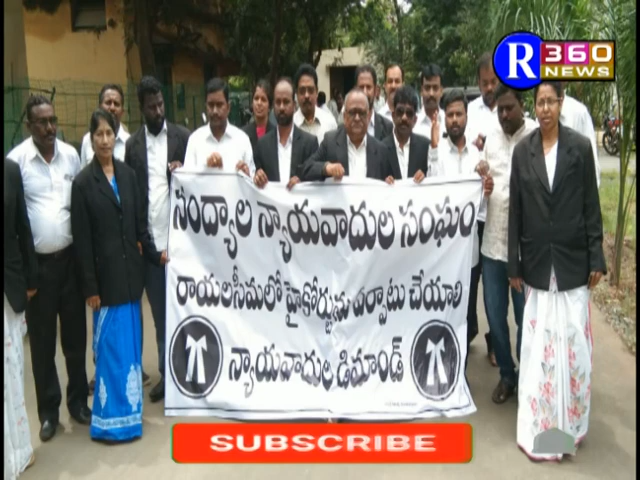 R 360
NEWS
నంద్యాల న్యాయవాదుల సంఘం
రాయలసీమలో హైకోర్టును ఏర్పాటు చేయాలి
న్యాయవాదుల డిమాండ్
SUBSCRIBE